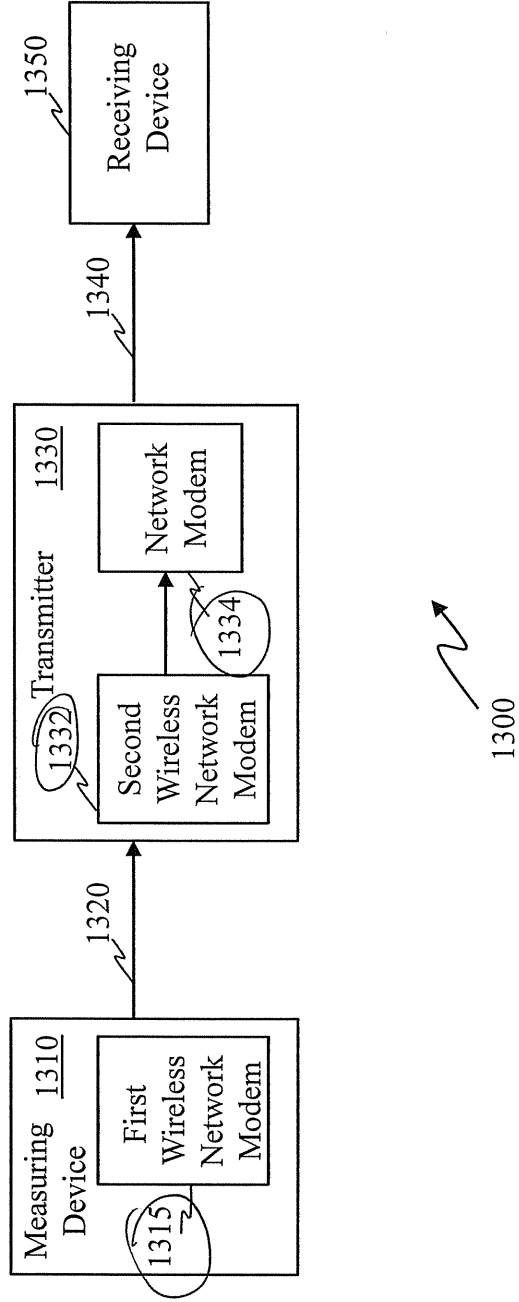 Measuring
Device
1310
1315
First
Wireless
Network
Modem
1320
Transmitter
1330
1332
Second
Wireless
Network
Modem
1334
Network
Modem
1340
1350
Receiving
Device
1300